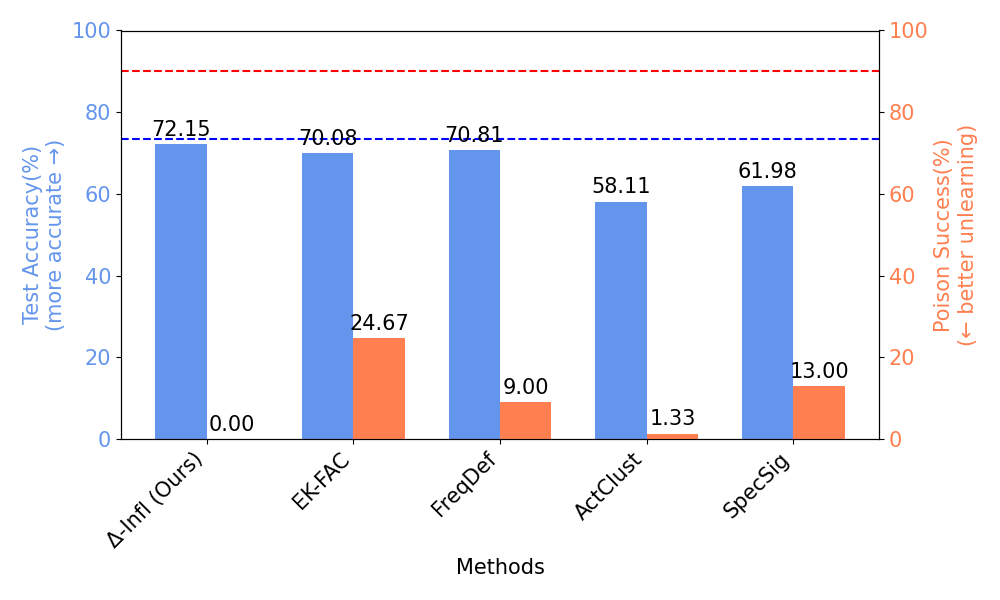 100
80
60
40
20
0
Test Accuracy(%)
(more accurate →)
72.15
70.08
70.81
58.11
61.98
0.00
24.67
9.00
1.33
13.00
100
80
60
40
20
0
Poison Success(%)
(← better unlearning)
Δ-Infl (Ours)
EK-FAC
FreqDef
ActClust
SpecSig
Methods